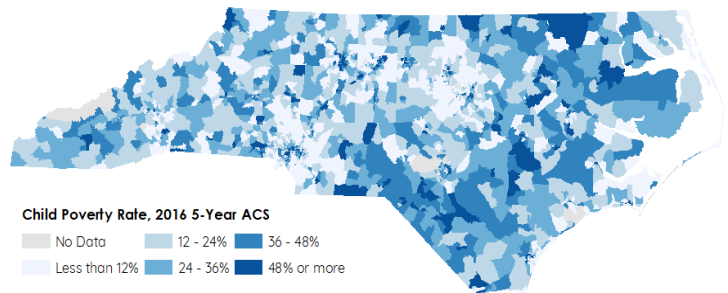 Child Poverty Rate, 2016 5-Year ACS
No Data 12 - 24% 36 - 48%
Less than 12% 24 - 36% 48% or more